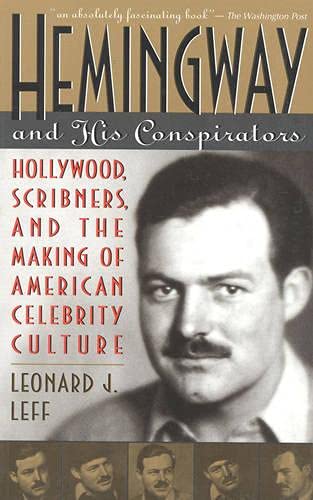 "an absolutely fascinating book" — The Washington Post
HEMINGWAY
and His Conspirators
HOLLYWOOD,
SCRIBNERS,
AND THE
MAKING OF
AMERICAN
CELEBRITY
CULTURE
LEONARD J.
LEFF